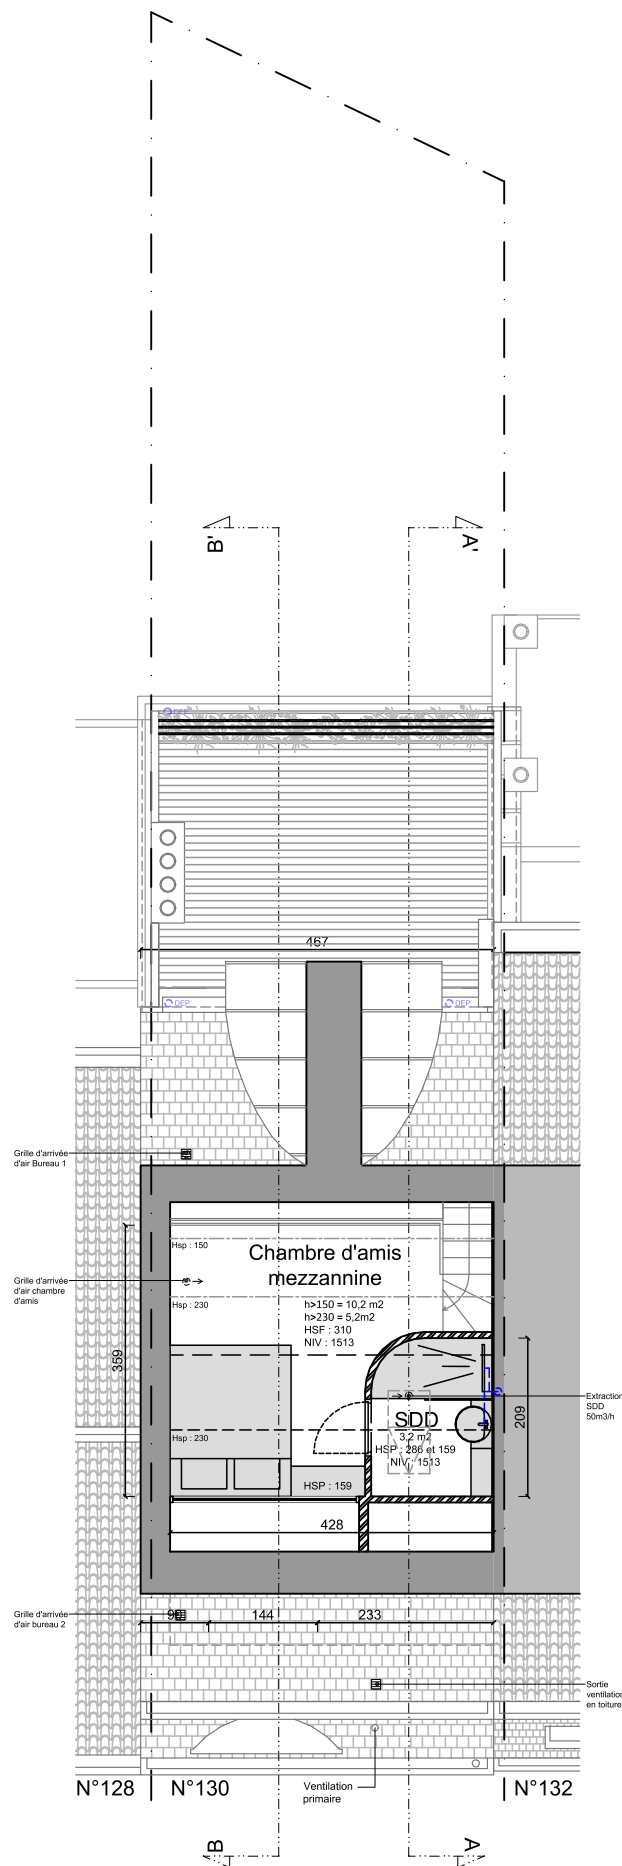 B'
A'
DEP
467
DEP
DEP
Grille d'arrivée
d'air Bureau 1
Hsp : 150
Chambre d'amis
mezzannine
Grille d'arrivée
d'air chambre
d'amis
Hsp : 230
h>150 = 10,2 m2
h>230 = 5,2m2
HSF : 310
NIV : 1513
359
209
Extraction
SDD
50m3/h
SDD
3,2 m2
HSP : 286 et 159
NIV : 1513
Hsp : 230
HSP : 159
428
Grille d'arrivée
d'air bureau 2
144
233
Sortie
ventilation
en toiture
N°128
N°130
Ventilation
primaire
N°132
B
A